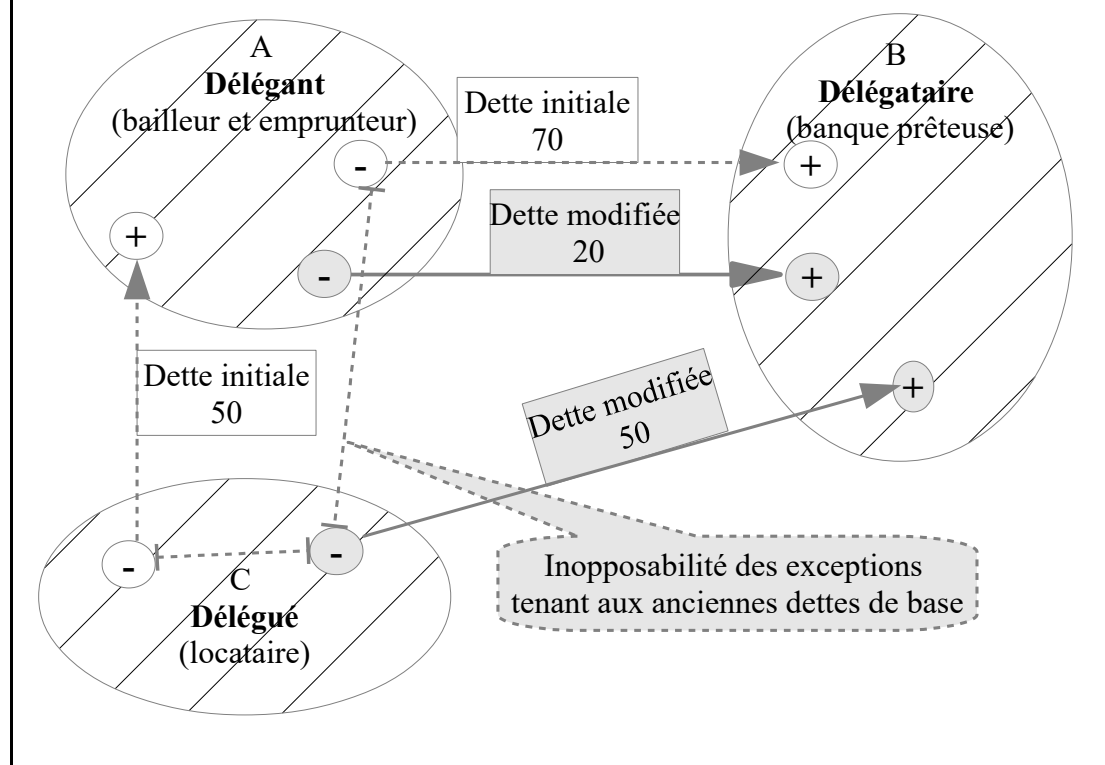 A
Délégant
(bailleur et emprunteur)
B
Délégataire
(banque prêteuse)
Dette initiale
70
-
+
Dette modifiée
20
+
-
+
Dette initiale
50
Dette modifiée
50
+
-
-
C
Délégué
(locataire)
Inopposabilité des exceptions
tenant aux anciennes dettes de base